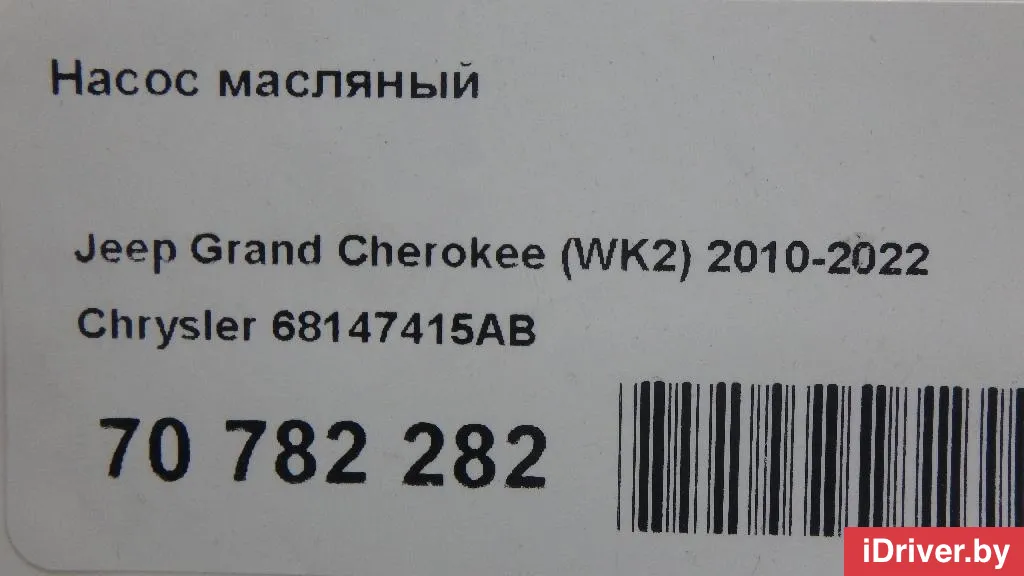 Насос масляный
Jeep Grand Cherokee (WK2) 2010-2022
Chrysler 68147415AB
70 782 282
iDriver.by